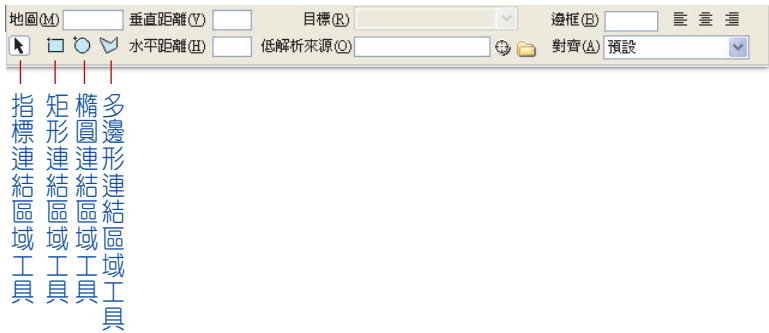 地圖(M) 垂直距離(V) 目標(R) 邊框(B)
水平距離(H) 低解析來源(O) 對齊(A) 預設
指標連結區域工具
矩形連結區域工具
橢圓連結區域工具
多邊形連結區域工具